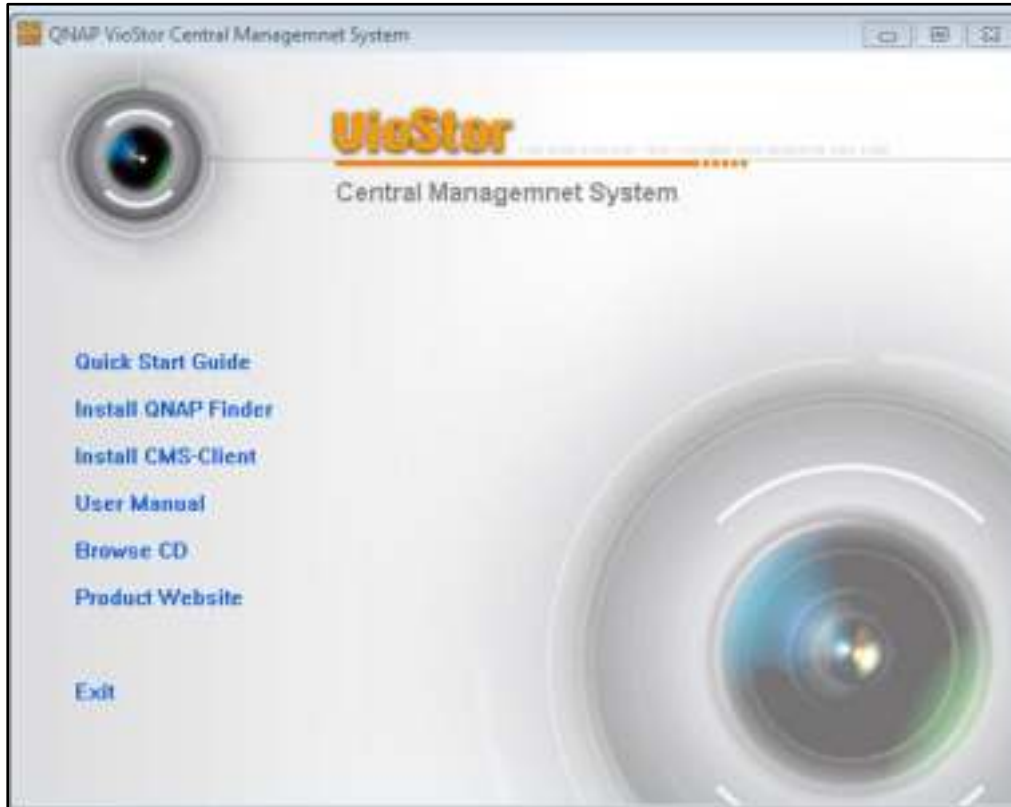 QNAP VioStor Central Managemnet System
VioStor
Central Managemnet System
Quick Start Guide
Install QNAP Finder
Install CMS-Client
User Manual
Browse CD
Product Website
Exit